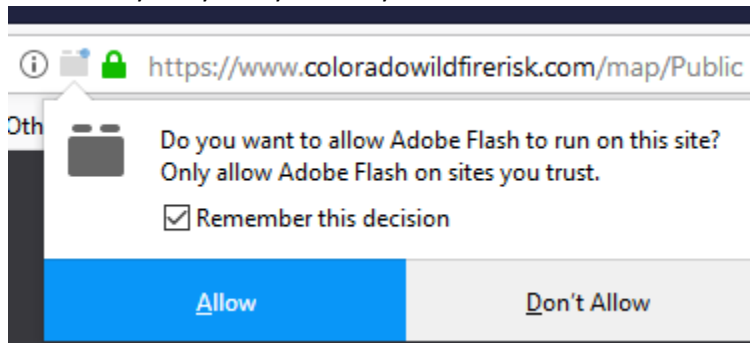 https://www.coloradowildfirerisk.com/map/Public
Oth
Do you want to allow Adobe Flash to run on this site?
Only allow Adobe Flash on sites you trust.
Remember this decision
Allow
Don't Allow